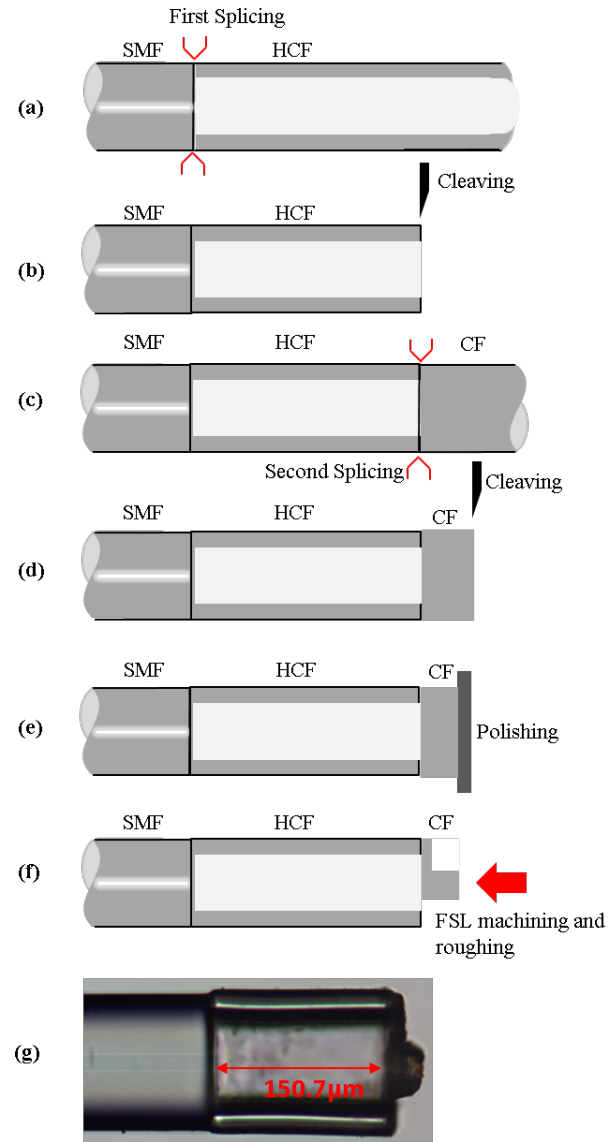 First Splicing
SMF HCF
(a)
Cleaving
SMF HCF
(b)
SMF HCF CF
(c)
Second Splicing
Cleaving
SMF HCF CF
(d)
SMF HCF CF
(e)
Polishing
SMF HCF CF
(f)
FSL machining and
roughing
(g)
150.7μm